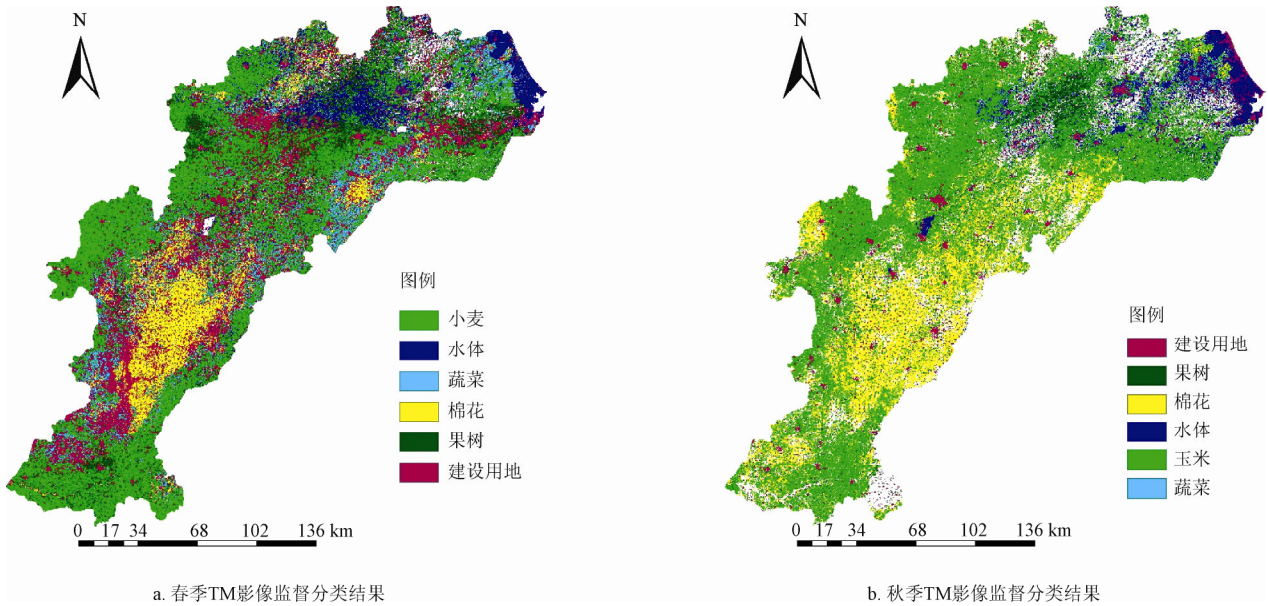 N
图例
小麦
水体
蔬菜
棉花
果树
建设用地
0 17 34 68 102 136 km
a. 春季TM影像监督分类结果
N
图例
建设用地
果树
棉花
水体
玉米
蔬菜
0 17 34 68 102 136 km
b. 秋季TM影像监督分类结果